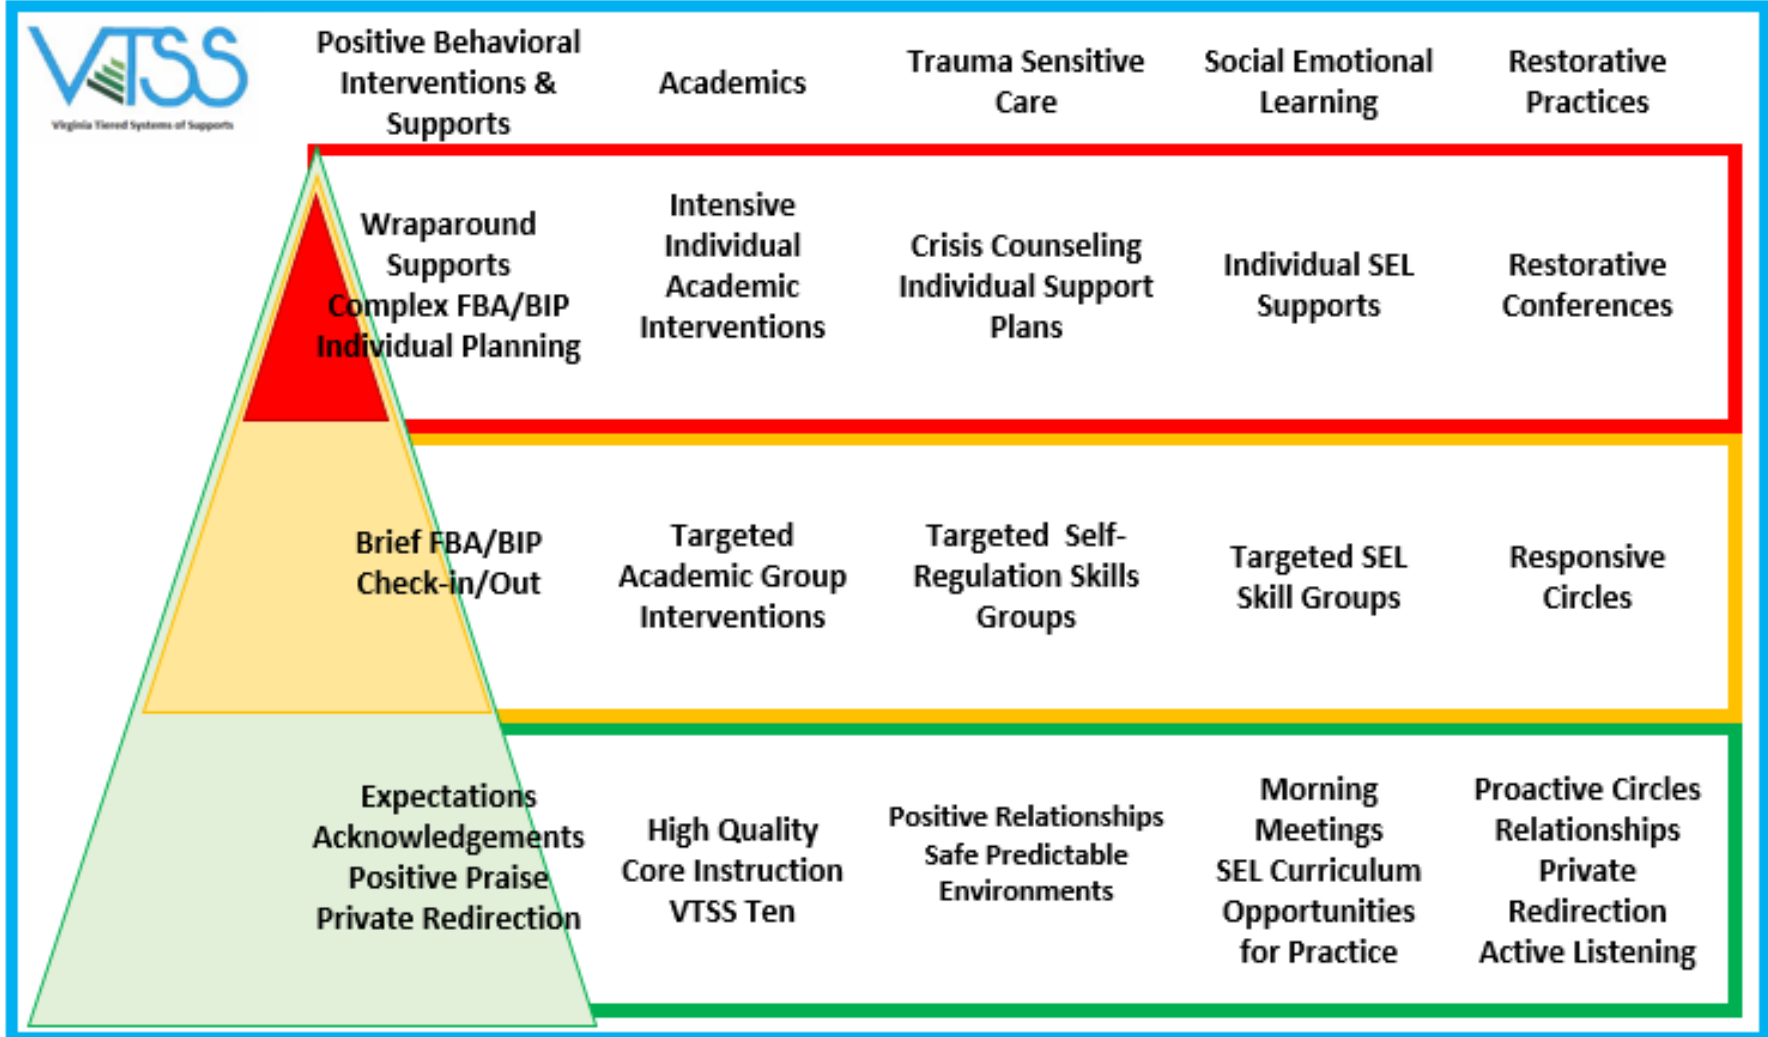 VTSS
Virginia Tiered Systems of Supports
Positive Behavioral
Interventions &
Supports
Academics
Trauma Sensitive
Care
Social Emotional
Learning
Restorative
Practices
Wraparound
Supports
Complex FBA/BIP
Individual Planning
Intensive
Individual
Academic
Interventions
Crisis Counseling
Individual Support
Plans
Individual SEL
Supports
Restorative
Conferences
Brief FBA/BIP
Check-in/Out
Targeted
Academic Group
Interventions
Targeted  Self-
Regulation Skills
Groups
Targeted SEL
Skill Groups
Responsive
Circles
Expectations
Acknowledgements
Positive Praise
Private Redirection
High Quality
Core Instruction
VTSS Ten
Positive Relationships
Safe Predictable
Environments
Morning
Meetings
SEL Curriculum
Opportunities
for Practice
Proactive Circles
Relationships
Private
Redirection
Active Listening